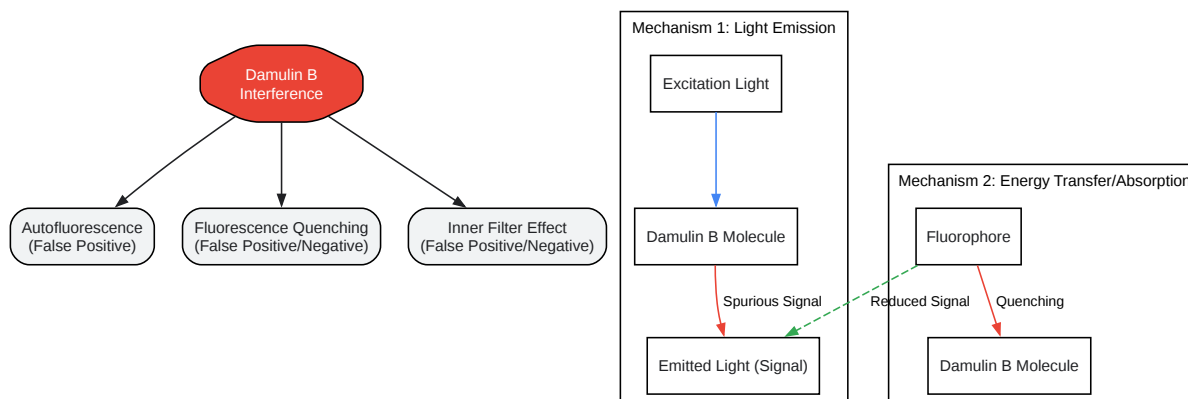 Damulin B
Interference
Autofluorescence
(False Positive)
Fluorescence Quenching
(False Positive/Negative)
Inner Filter Effect
(False Positive/Negative)
Mechanism 1: Light Emission
Excitation Light
Damulin B Molecule
Spurious Signal
Emitted Light (Signal)
Mechanism 2: Energy Transfer/Absorption
Fluorophore
Reduced Signal
Quenching
Damulin B Molecule